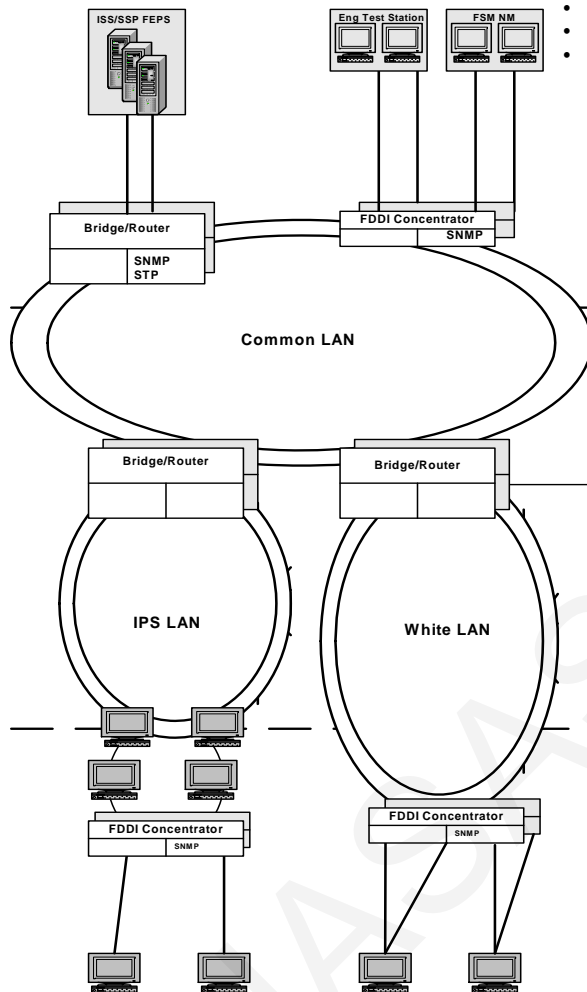 ISS/SSP FEPS
Eng Test Station
FSM NM
Bridge/Router
SNMP
STP
FDDI Concentrator
SNMP
Common LAN
Bridge/Router
Bridge/Router
IPS LAN
White LAN
FDDI Concentrator
SNMP
FDDI Concentrator
SNMP